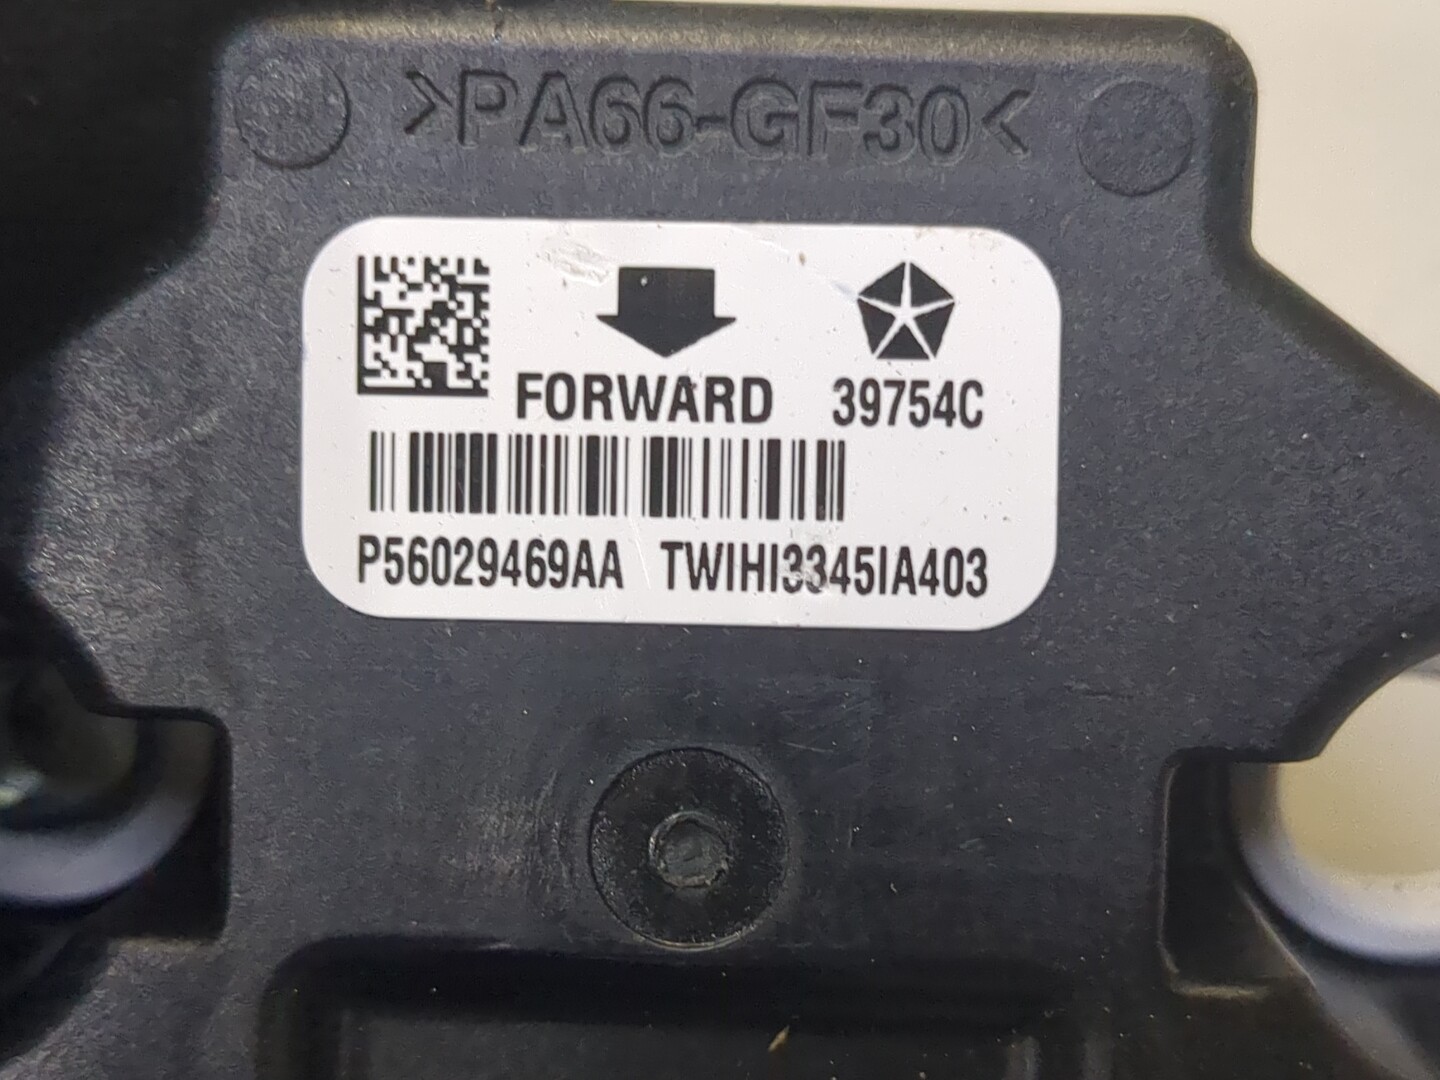 >PA66-GF30<
FORWARD 39754C
P56029469AA TWIHI3345IA403